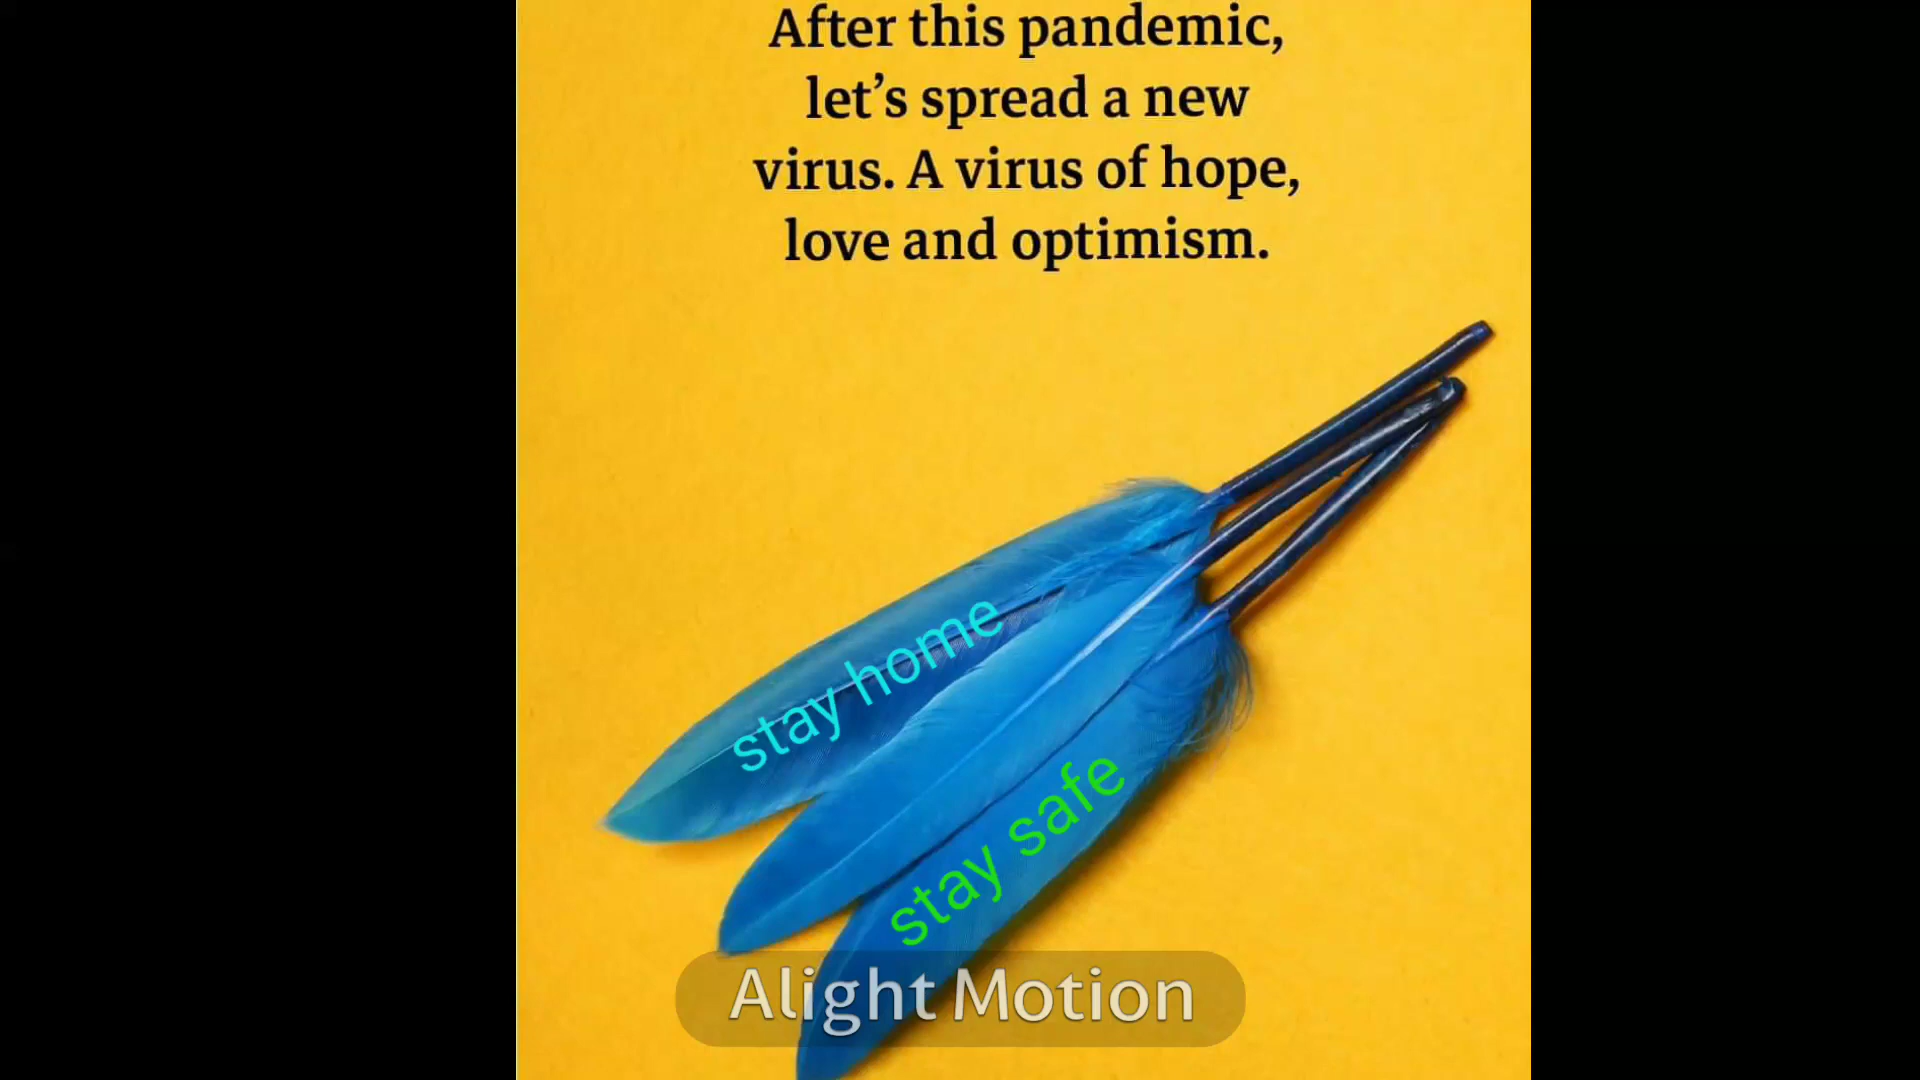 After this pandemic,
let’s spread a new
virus. A virus of hope,
love and optimism.
stay home
stay safe
Alight Motion